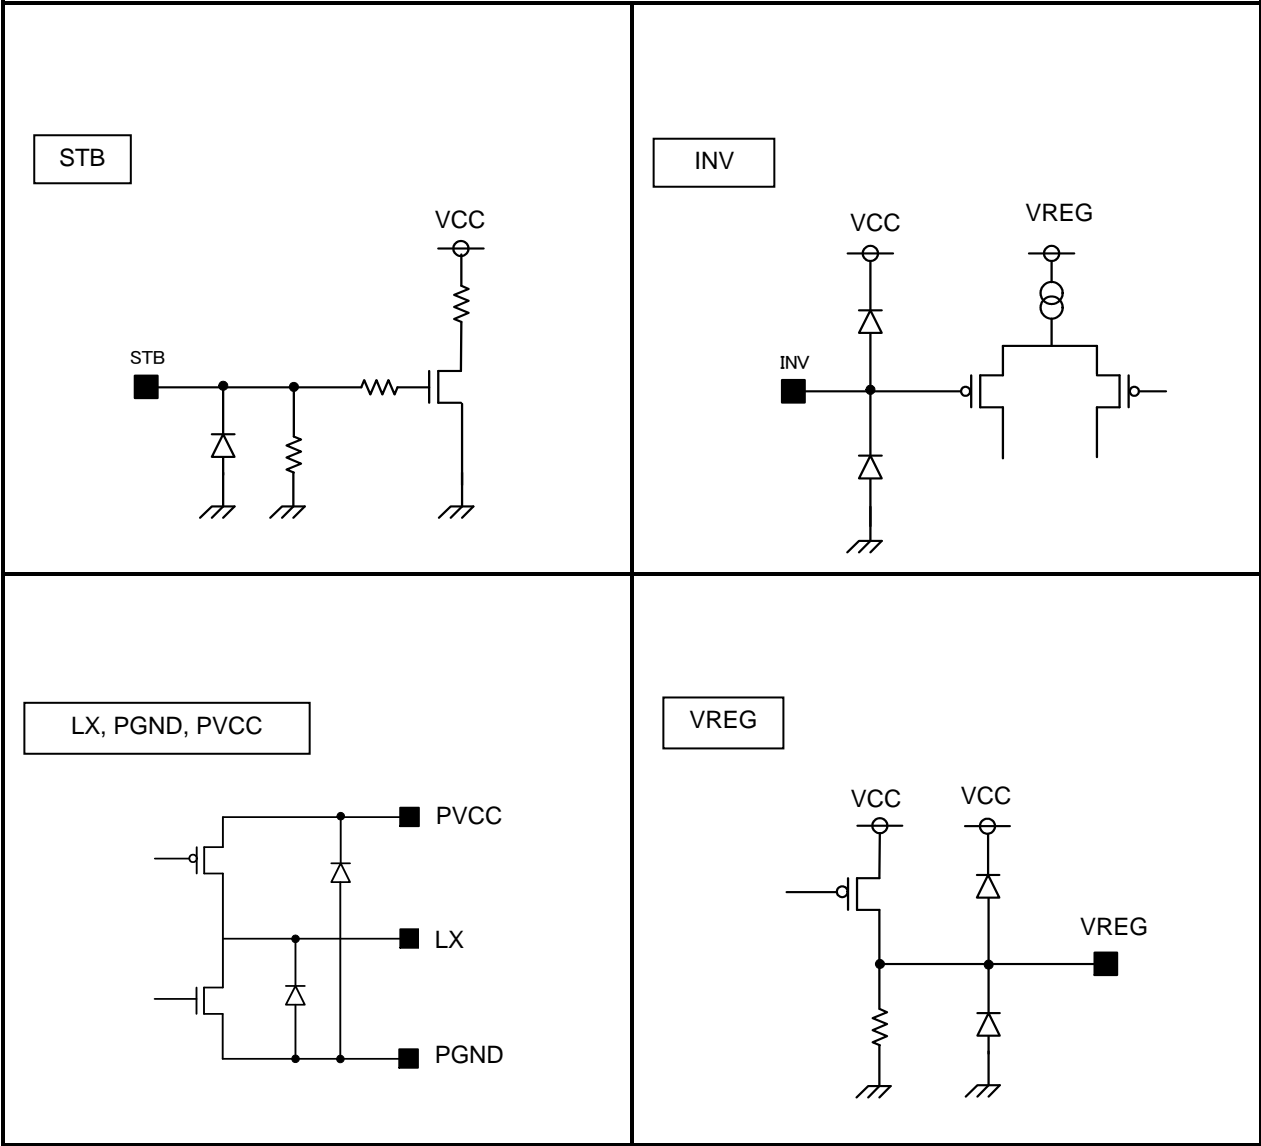 STB
VCC
STB
INV
VCC
VREG
INV
LX, PGND, PVCC
PVCC
LX
PGND
VREG
VCC
VCC
VREG